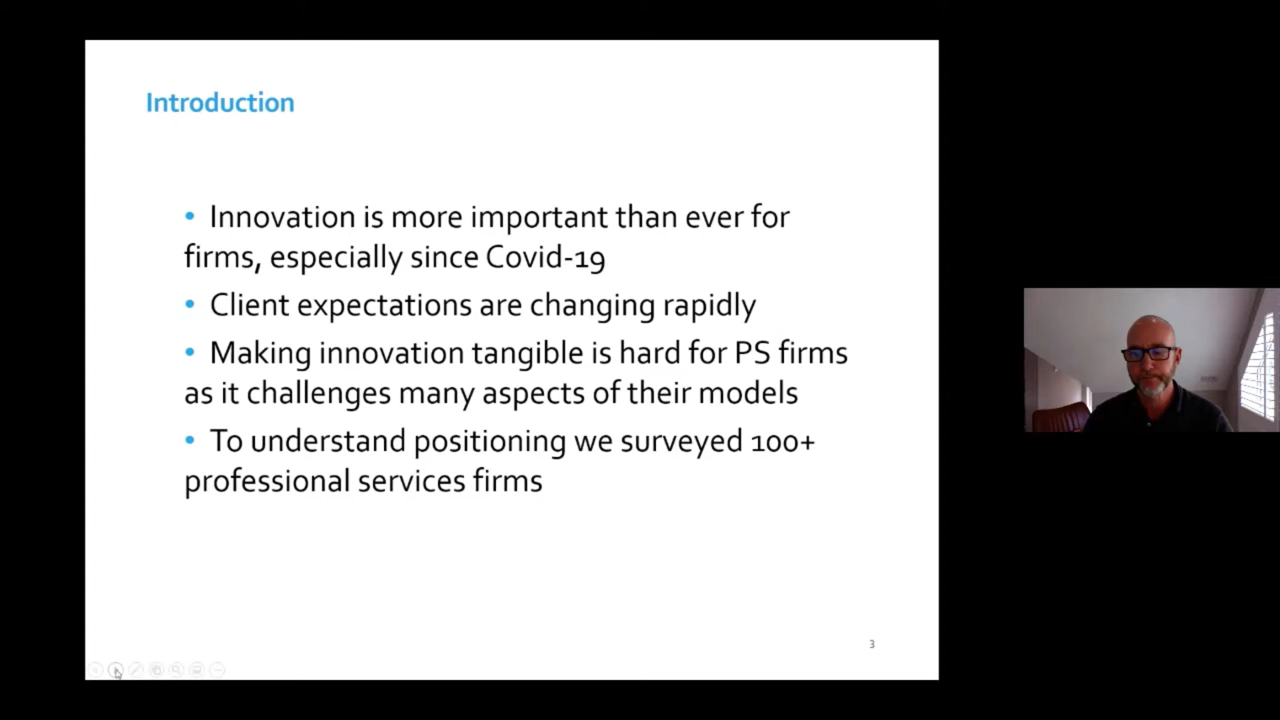 Introduction
• Innovation is more important than ever for
firms, especially since Covid-19
• Client expectations are changing rapidly
• Making innovation tangible is hard for PS firms
as it challenges many aspects of their models
• To understand positioning we surveyed 100+
professional services firms
3